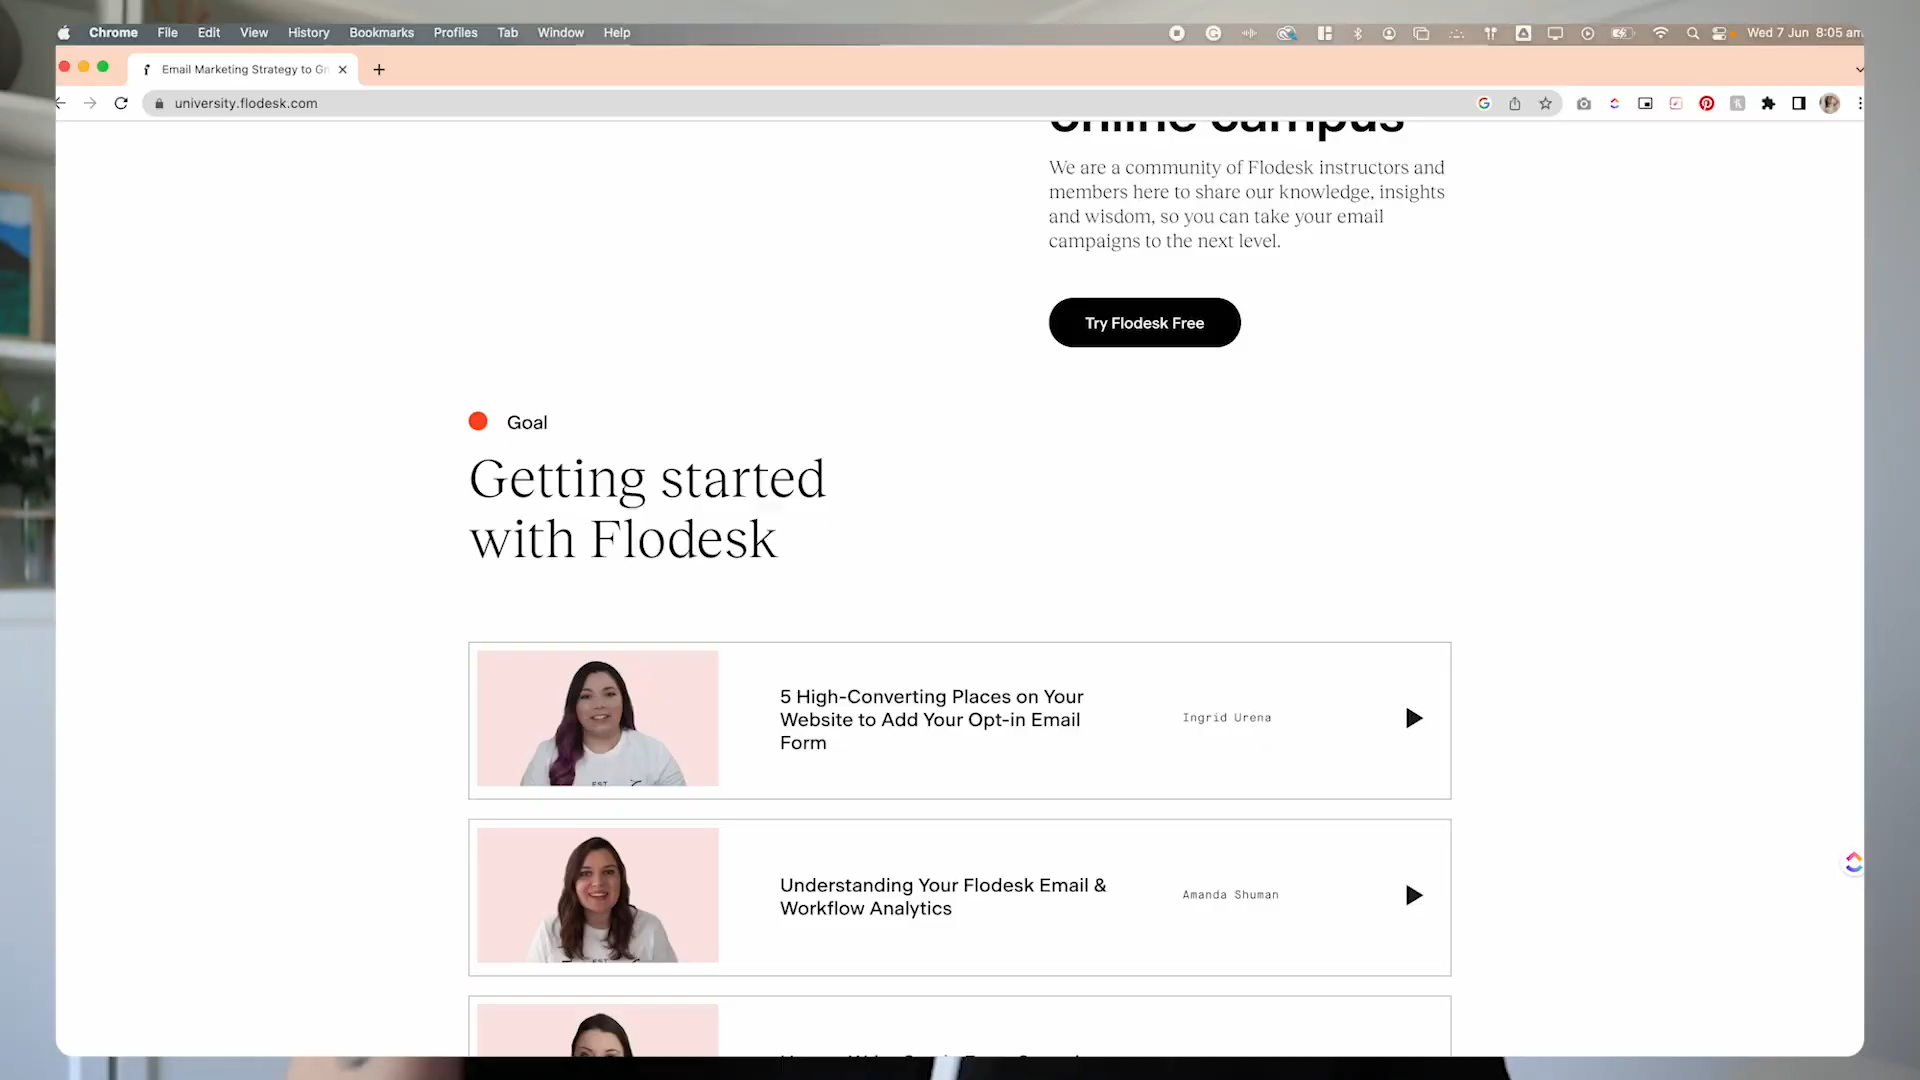 Chrome File Edit View History Bookmarks Profiles Tab Window Help Wed 7 Jun 8:05 am
Email Marketing Strategy to Gr
university.flodesk.com
online campus
We are a community of Flodesk instructors and
members here to share our knowledge, insights
and wisdom, so you can take your email
campaigns to the next level.
Try Flodesk Free
Goal
Getting started
with Flodesk
5 High-Converting Places on Your
Website to Add Your Opt-in Email
Form
Ingrid Urena
EST
Understanding Your Flodesk Email &
Workflow Analytics
Amanda Shuman
EST